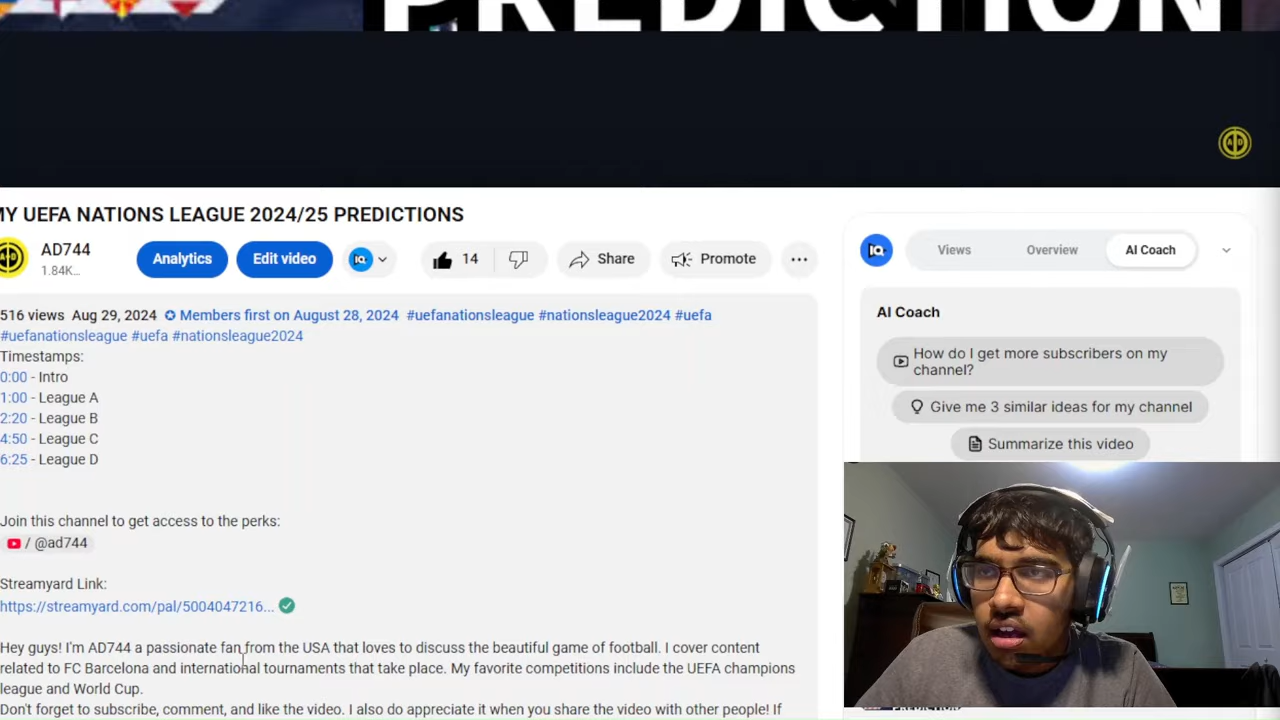 PREDICTION
MY UEFA NATIONS LEAGUE 2024/25 PREDICTIONS
AD744
1.84K...
Analytics
Edit video
IQ
14
Share
Promote
516 views Aug 29, 2024 Members first on August 28, 2024 #uefanationsleague #nationsleague2024 #uefa
#uefanationsleague #uefa #nationsleague2024
Timestamps:
0:00 - Intro
1:00 - League A
2:20 - League B
4:50 - League C
6:25 - League D
Join this channel to get access to the perks:
/ @ad744
Streamyard Link:
https://streamyard.com/pal/5004047216...
Hey guys! I'm AD744 a passionate fan from the USA that loves to discuss the beautiful game of football. I cover content
related to FC Barcelona and international tournaments that take place. My favorite competitions include the UEFA champions
league and World Cup.
Don't forget to subscribe, comment, and like the video. I also do appreciate it when you share the video with other people! If
IQ
Views
Overview
AI Coach
AI Coach
How do I get more subscribers on my
channel?
Give me 3 similar ideas for my channel
Summarize this video